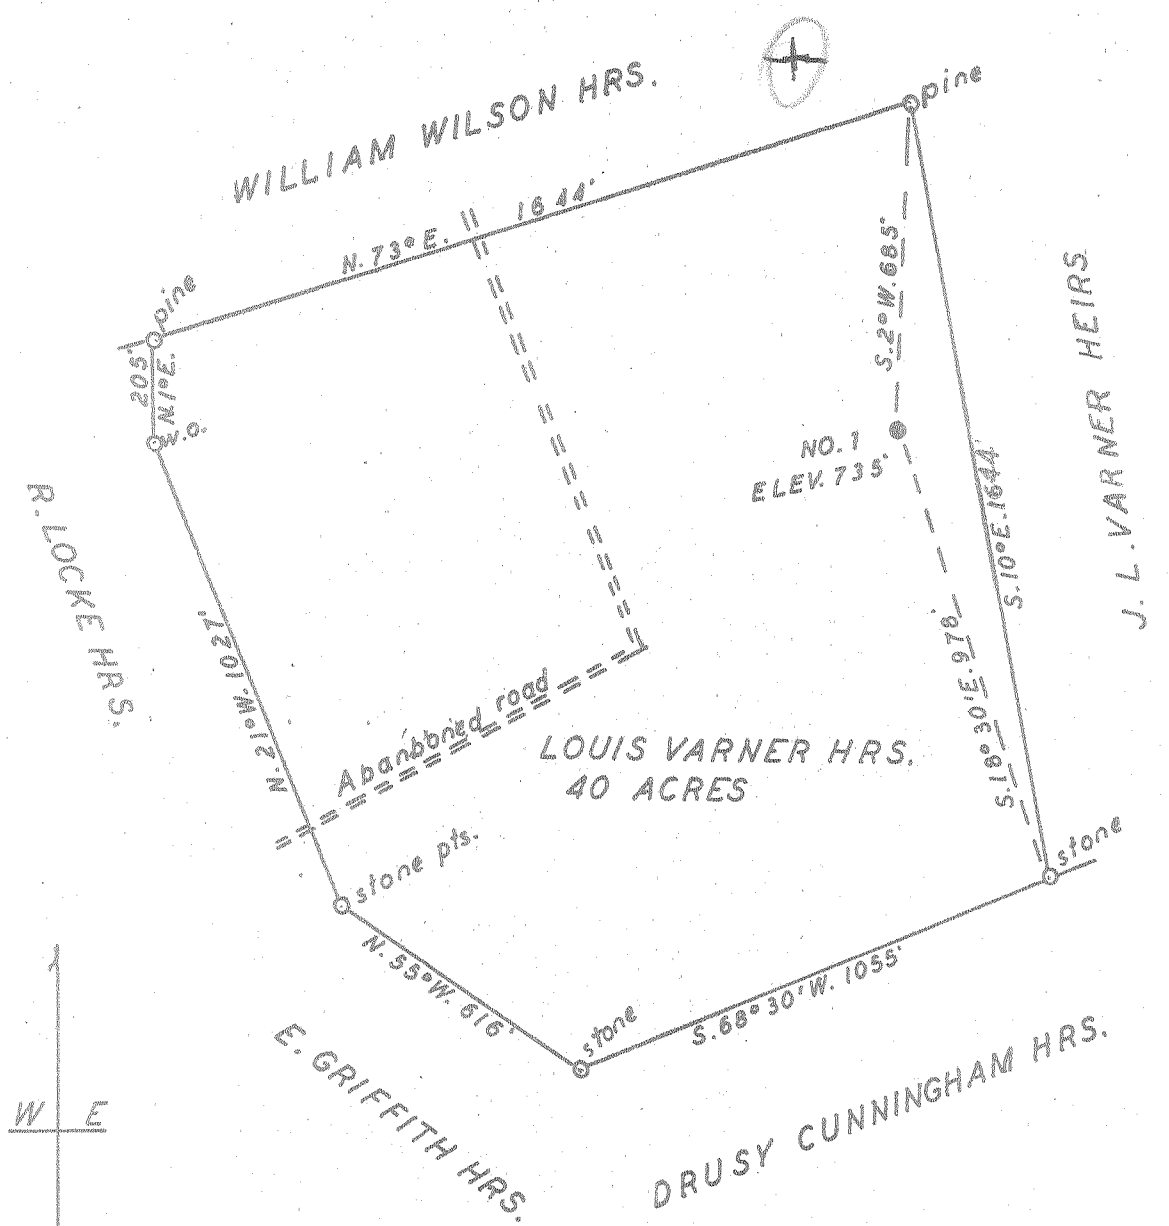 WILLIAM WILSON HRS.
pine
1644'
N. 73° E.
pine
205'
N.1°E.
w.o.
S.2°W.685'
NO. 1
ELEV. 735'
J. L. VARNER HEIRS.
S.10°E.1644'
R. LOCKE HRS.
N. 21°W. 1027'
Abandoned road
LOUIS VARNER HRS.
40 ACRES
S.18°30'E.978'
stone
stone pts.
N. 55°W. 616'
stone
S.68°30'W. 1055'
E. GRIFFITH HRS.
DRUSY CUNNINGHAM HRS.
W E